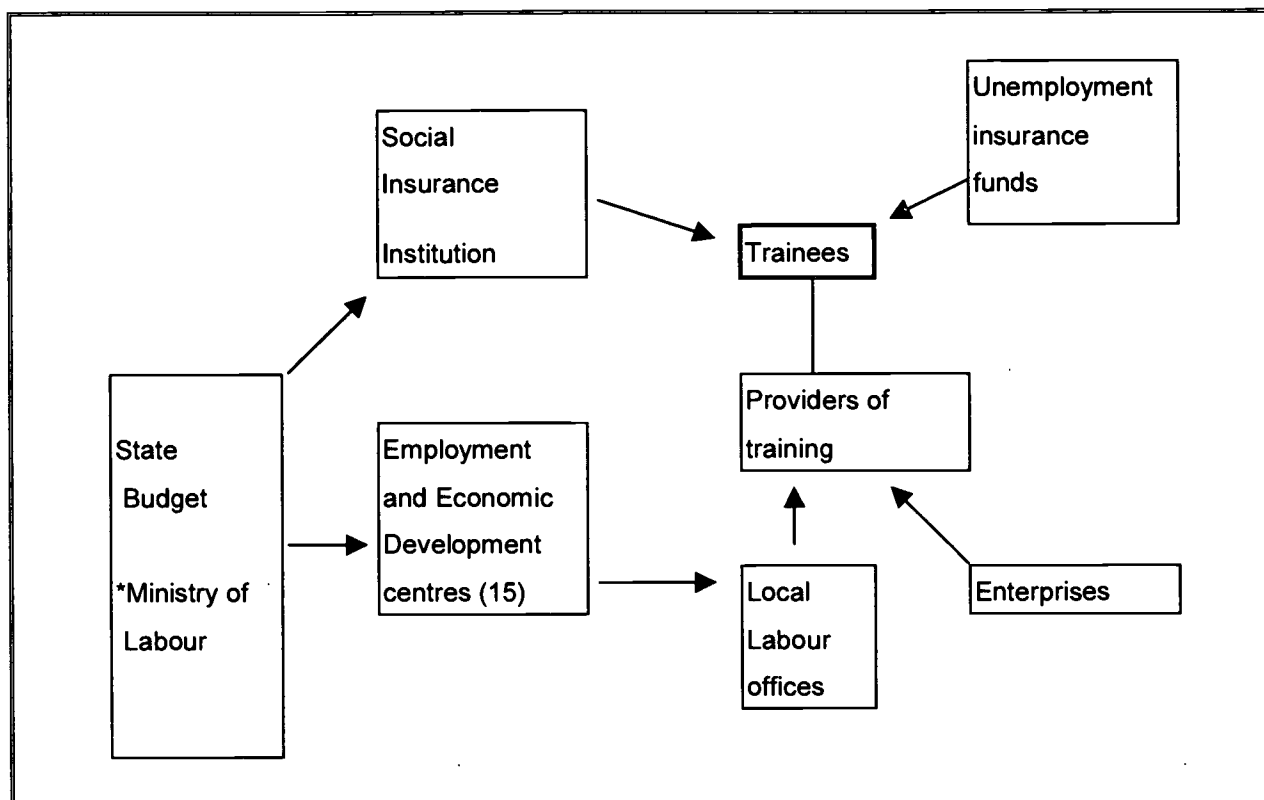 Social
Insurance
Institution
Unemployment
insurance
funds
Trainees
State
Budget
*Ministry of
Labour
Employment
and Economic
Development
centres (15)
Providers of
training
Local
Labour
offices
Enterprises